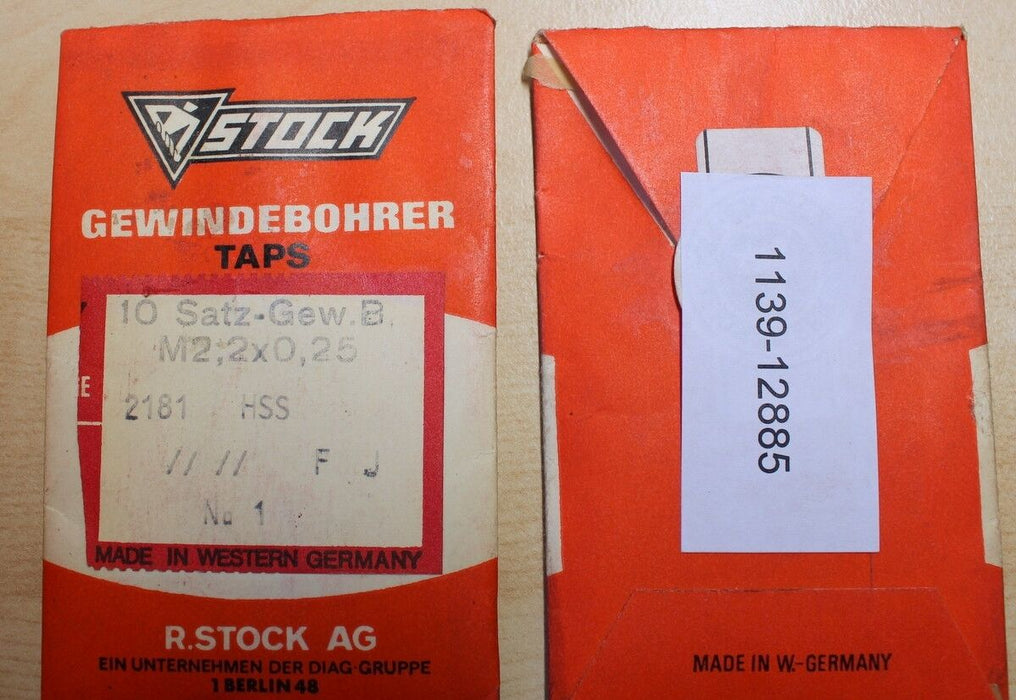 STOCK
GEWINDEBOHRER
TAPS
10 Satz-Gew.B.
M2,2x0,25
E
2181 HSS
// // F J
No 1
MADE IN WESTERN GERMANY
R.STOCK AG
EIN UNTERNEHMEN DER DIAG-GRUPPE
1 BERLIN 48
1139-12885
MADE IN W.-GERMANY